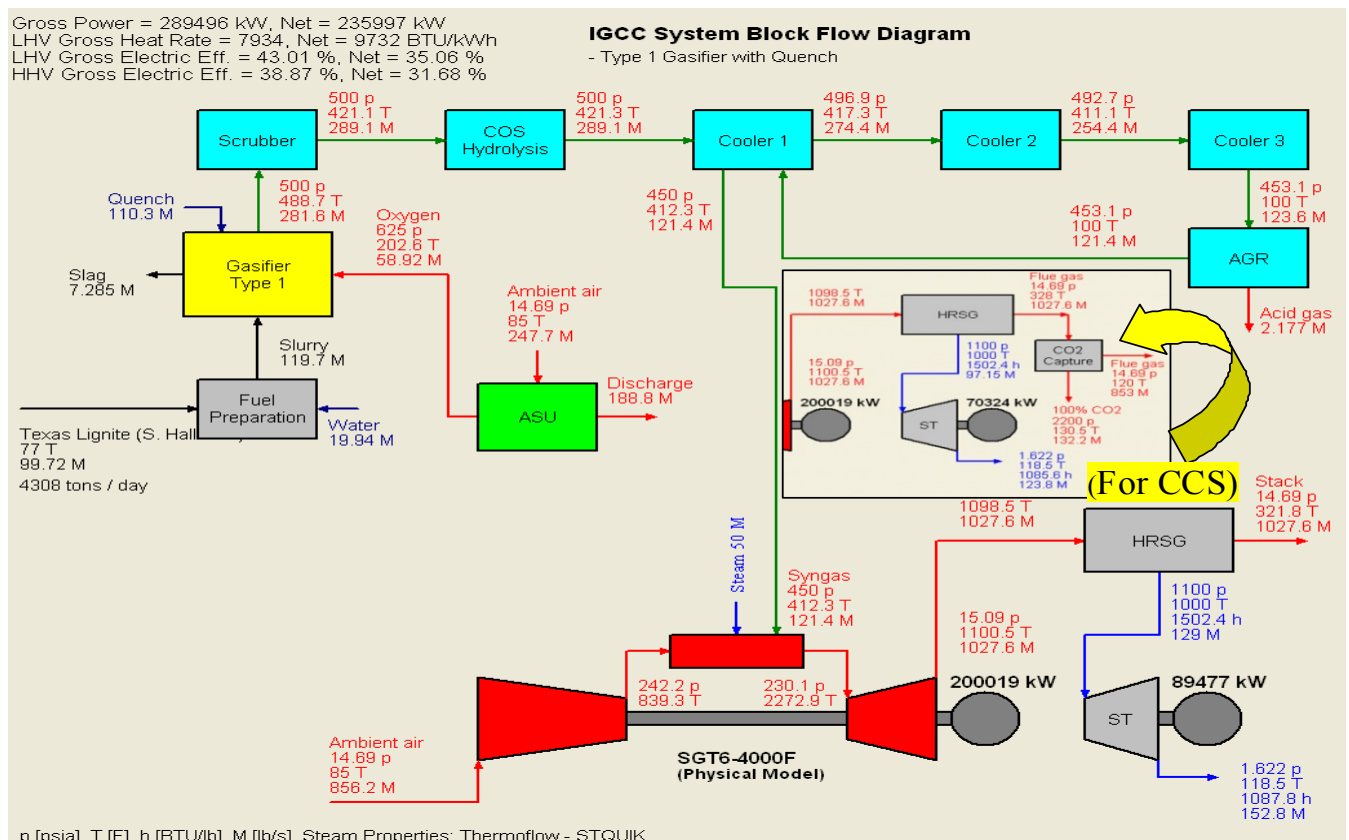 Gross Power = 289496 kW, Net = 235997 kW
LHV Gross Heat Rate = 7934, Net = 9732 BTU/kWh
LHV Gross Electric Eff. = 43.01 %, Net = 35.06 %
HHV Gross Electric Eff. = 38.87 %, Net = 31.68 %
IGCC System Block Flow Diagram
- Type 1 Gasifier with Quench
Scrubber
500 p
421.1 T
289.1 M
COS
Hydrolysis
500 p
421.3 T
289.1 M
Cooler 1
496.9 p
417.3 T
274.4 M
Cooler 2
492.7 p
411.1 T
254.4 M
Cooler 3
453.1 p
100 T
123.6 M
AGR
Acid gas
2.177 M
453.1 p
100 T
121.4 M
450 p
412.3 T
121.4 M
Quench
110.3 M
500 p
488.7 T
281.6 M
Oxygen
625 p
202.6 T
58.92 M
Gasifier
Type 1
Slag
7.285 M
Slurry
119.7 M
Fuel
Preparation
Water
19.94 M
Texas Lignite (S. Hall
77 T
99.72 M
4308 tons / day
Ambient air
14.69 p
85 T
247.7 M
ASU
Discharge
188.8 M
1098.5 T
1027.6 M
HRSG
Flue gas
14.69 p
328 T
1027.6 M
CO2
Capture
Flue gas
14.69 p
120 T
853 M
15.09 p
1100.5 T
1027.6 M
1100 p
1000 T
1502.4 h
97.15 M
200019 kW
70324 kW
ST
100% CO2
2200 p
130.5 T
132.2 M
1.622 p
118.5 T
1085.6 h
123.8 M
(For CCS)
1098.5 T
1027.6 M
HRSG
Stack
14.69 p
321.8 T
1027.6 M
Steam 50 M
Syngas
450 p
412.3 T
121.4 M
15.09 p
1100.5 T
1027.6 M
1100 p
1000 T
1502.4 h
129 M
242.2 p
839.3 T
230.1 p
2272.9 T
200019 kW
89477 kW
ST
SGT6-4000F
(Physical Model)
Ambient air
14.69 p
85 T
856.2 M
1.622 p
118.5 T
1087.8 h
152.8 M
p [psia], T [F], h [BTU/lb], M [lb/s], Steam Properties: Thermoflow - STQUIK